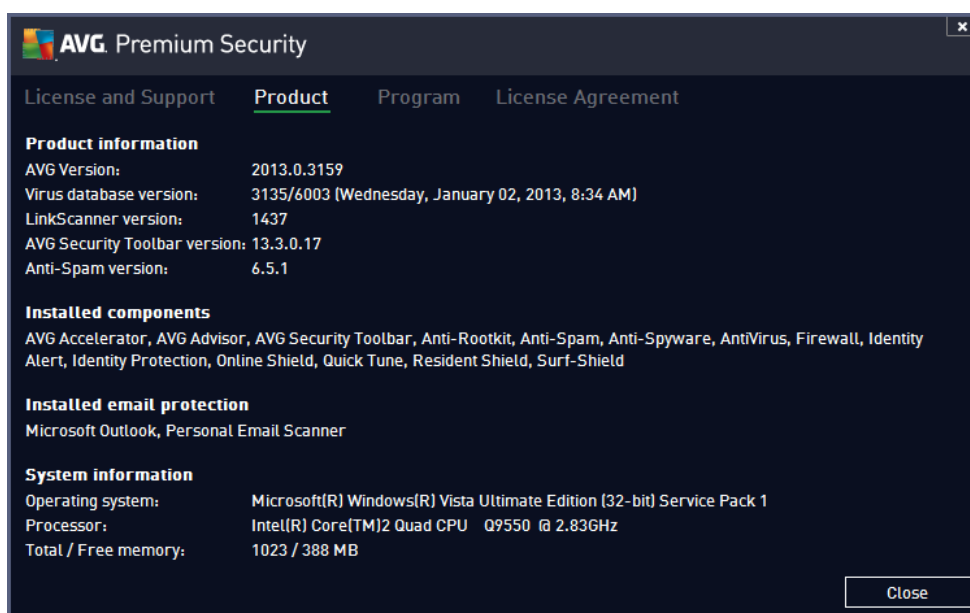 AVG. Premium Security
x
License and Support Product Program License Agreement
Product information
AVG Version: 2013.0.3159
Virus database version: 3135/6003 (Wednesday, January 02, 2013, 8:34 AM)
LinkScanner version: 1437
AVG Security Toolbar version: 13.3.0.17
Anti-Spam version: 6.5.1
Installed components
AVG Accelerator, AVG Advisor, AVG Security Toolbar, Anti-Rootkit, Anti-Spam, Anti-Spyware, AntiVirus, Firewall, Identity
Alert, Identity Protection, Online Shield, Quick Tune, Resident Shield, Surf-Shield
Installed email protection
Microsoft Outlook, Personal Email Scanner
System information
Operating system: Microsoft(R) Windows(R) Vista Ultimate Edition (32-bit) Service Pack 1
Processor: Intel(R) Core(TM)2 Quad CPU Q9550 @ 2.83GHz
Total / Free memory: 1023 / 388 MB
Close